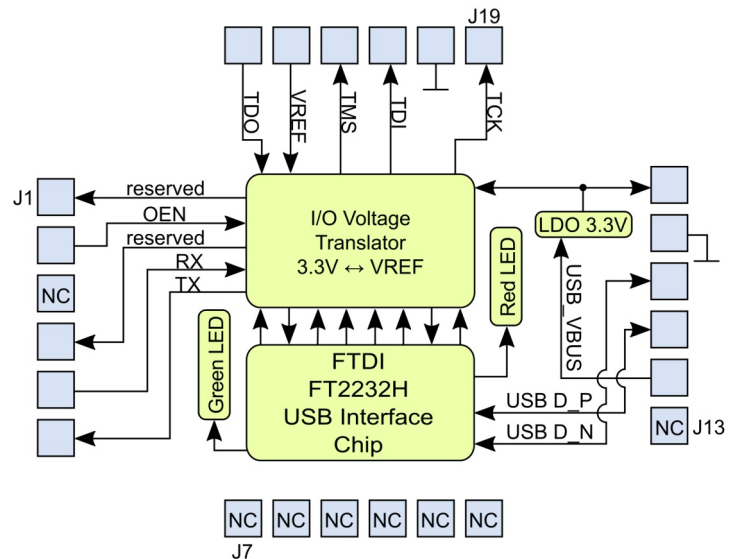 J19
TDO
VREF
TMS
TDI
TCK
J1
reserved
OEN
reserved
RX
TX
NC
I/O Voltage
Translator
3.3V ↔ VREF
LDO 3.3V
Red LED
USB_VBUS
Green LED
FTDI
FT2232H
USB Interface
Chip
USB D_P
USB D_N
NC J13
NC NC NC NC NC NC
J7